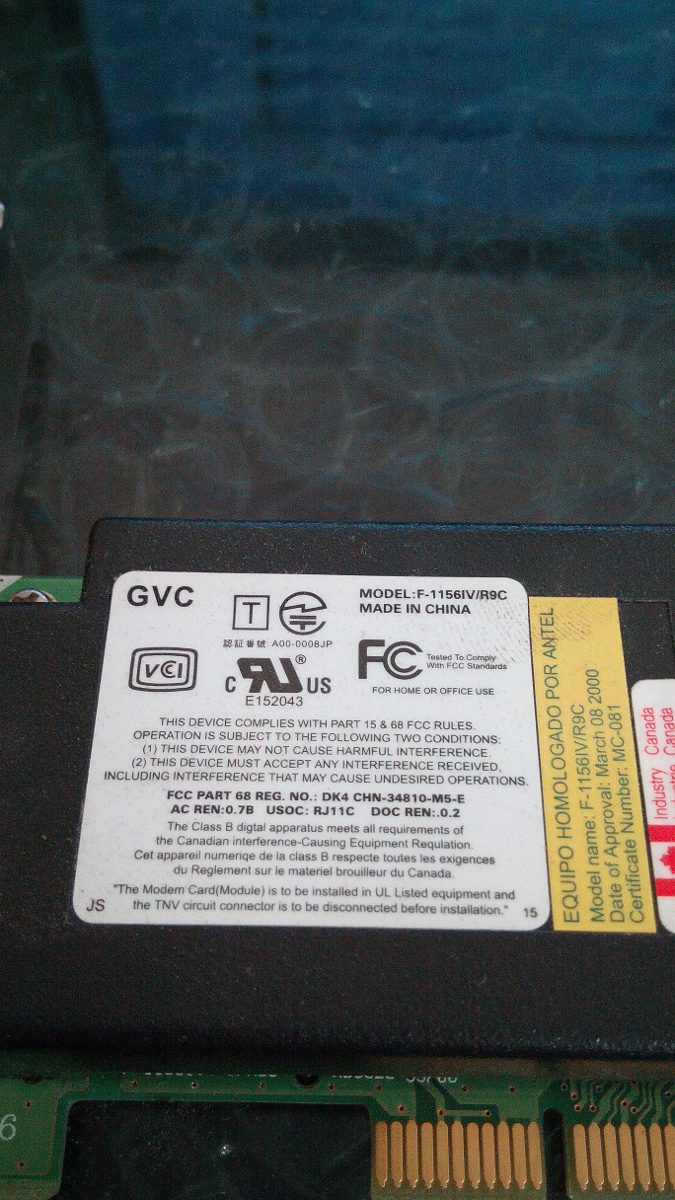 GVC
T
MODEL:F-1156IV/R9C
MADE IN CHINA
認証番號: A00-0008JP
VCI
FC
Tested To Comply
With FCC Standards
C RU ® US
E152043
FOR HOME OR OFFICE USE
THIS DEVICE COMPLIES WITH PART 15 & 68 FCC RULES.
OPERATION IS SUBJECT TO THE FOLLOWING TWO CONDITIONS:
(1) THIS DEVICE MAY NOT CAUSE HARMFUL INTERFERENCE.
(2) THIS DEVICE MUST ACCEPT ANY INTERFERENCE RECEIVED,
INCLUDING INTERFERENCE THAT MAY CAUSE UNDESIRED OPERATIONS.
FCC PART 68 REG. NO.: DK4 CHN-34810-M5-E
AC REN:0.7B USOC: RJ11C DOC REN:.0.2
The Class B digtal apparatus meets all requirements of
the Canadian interference-Causing Equipment Requlation.
Cet appareil numeriqe de la class B respecte toutes les exigences
du Reglement sur le materiel brouilleur du Canada.
"The Modem Card(Module) is to be installed in UL Listed equipment and
the TNV circuit connector is to be disconnected before installation."
JS
15
EQUIPO HOMOLOGADO POR ANTEL
Model name: F-1156IV/R9C
Date of Approval: March 08 2000
Certificate Number: MC-081
Industry Canada
Canada
6